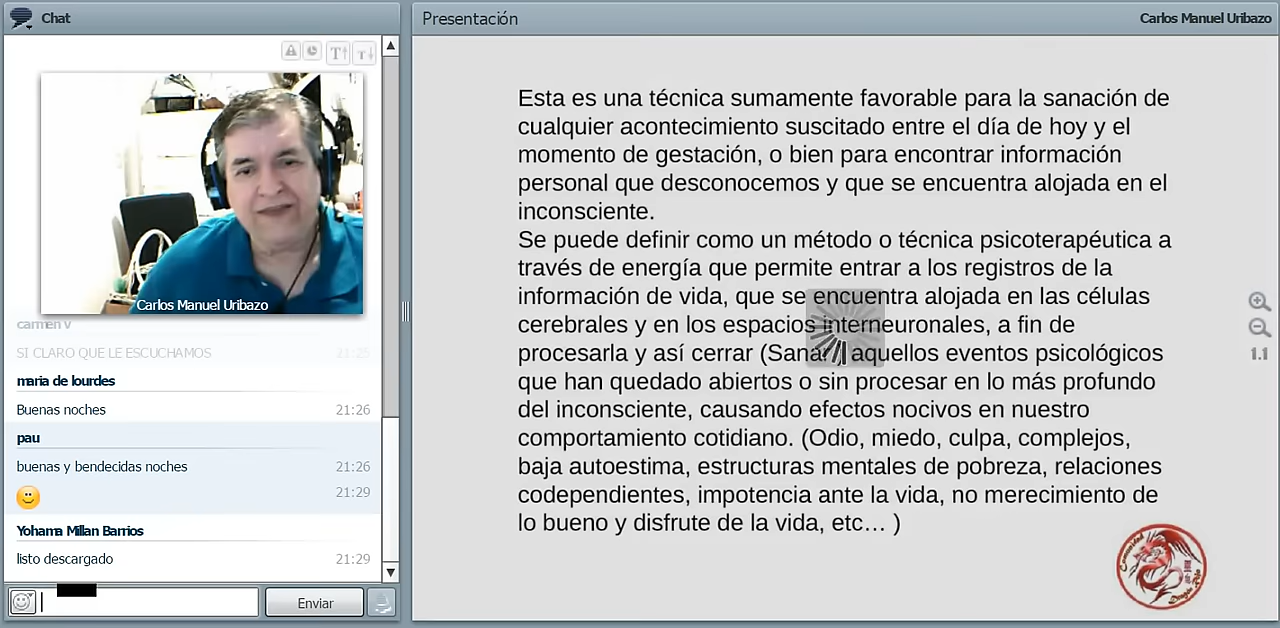 Chat
T↑
T↓
Carlos Manuel Uribazo
carmen v
SI CLARO QUE LE ESCUCHAMOS 21:25
maria de lourdes
Buenas noches 21:26
pau
buenas y bendecidas noches 21:26
21:29
Yohama Millan Barrios
listo descargado 21:29
Enviar
Presentación
Carlos Manuel Uribazo
Esta es una técnica sumamente favorable para la sanación de
cualquier acontecimiento suscitado entre el día de hoy y el
momento de gestación, o bien para encontrar información
personal que desconocemos y que se encuentra alojada en el
inconsciente.
Se puede definir como un método o técnica psicoterapéutica a
través de energía que permite entrar a los registros de la
información de vida, que se encuentra alojada en las células
cerebrales y en los espacios interneuronales, a fin de
procesarla y así cerrar (Sanar) aquellos eventos psicológicos
que han quedado abiertos o sin procesar en lo más profundo
del inconsciente, causando efectos nocivos en nuestro
comportamiento cotidiano. (Odio, miedo, culpa, complejos,
baja autoestima, estructuras mentales de pobreza, relaciones
codependientes, impotencia ante la vida, no merecimiento de
lo bueno y disfrute de la vida, etc… )
1.1
Comunidad
Dragón Rojo